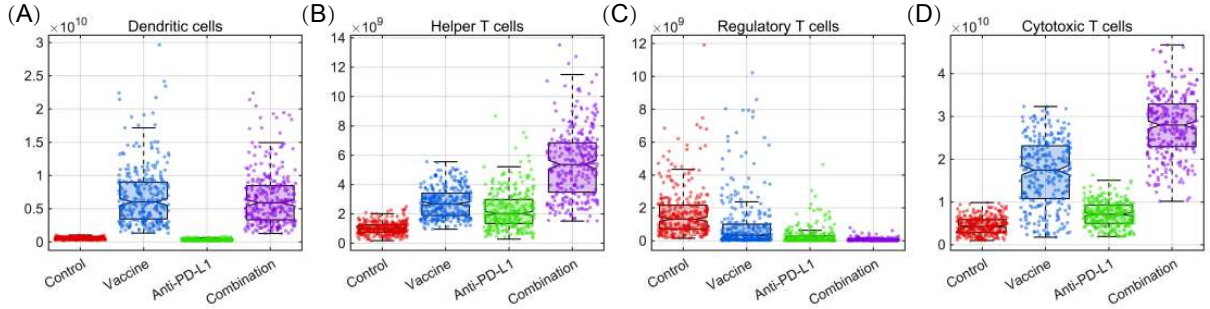 (A) Dendritic cells
×10^10
3
2.5
2
1.5
1
0.5
0
Control
Vaccine
Anti-PD-L1
Combination
(B) Helper T cells
×10^9
14
12
10
8
6
4
2
0
Control
Vaccine
Anti-PD-L1
Combination
(C) Regulatory T cells
×10^9
12
10
8
6
4
2
0
Control
Vaccine
Anti-PD-L1
Combination
(D) Cytotoxic T cells
×10^10
4
3
2
1
0
Control
Vaccine
Anti-PD-L1
Combination